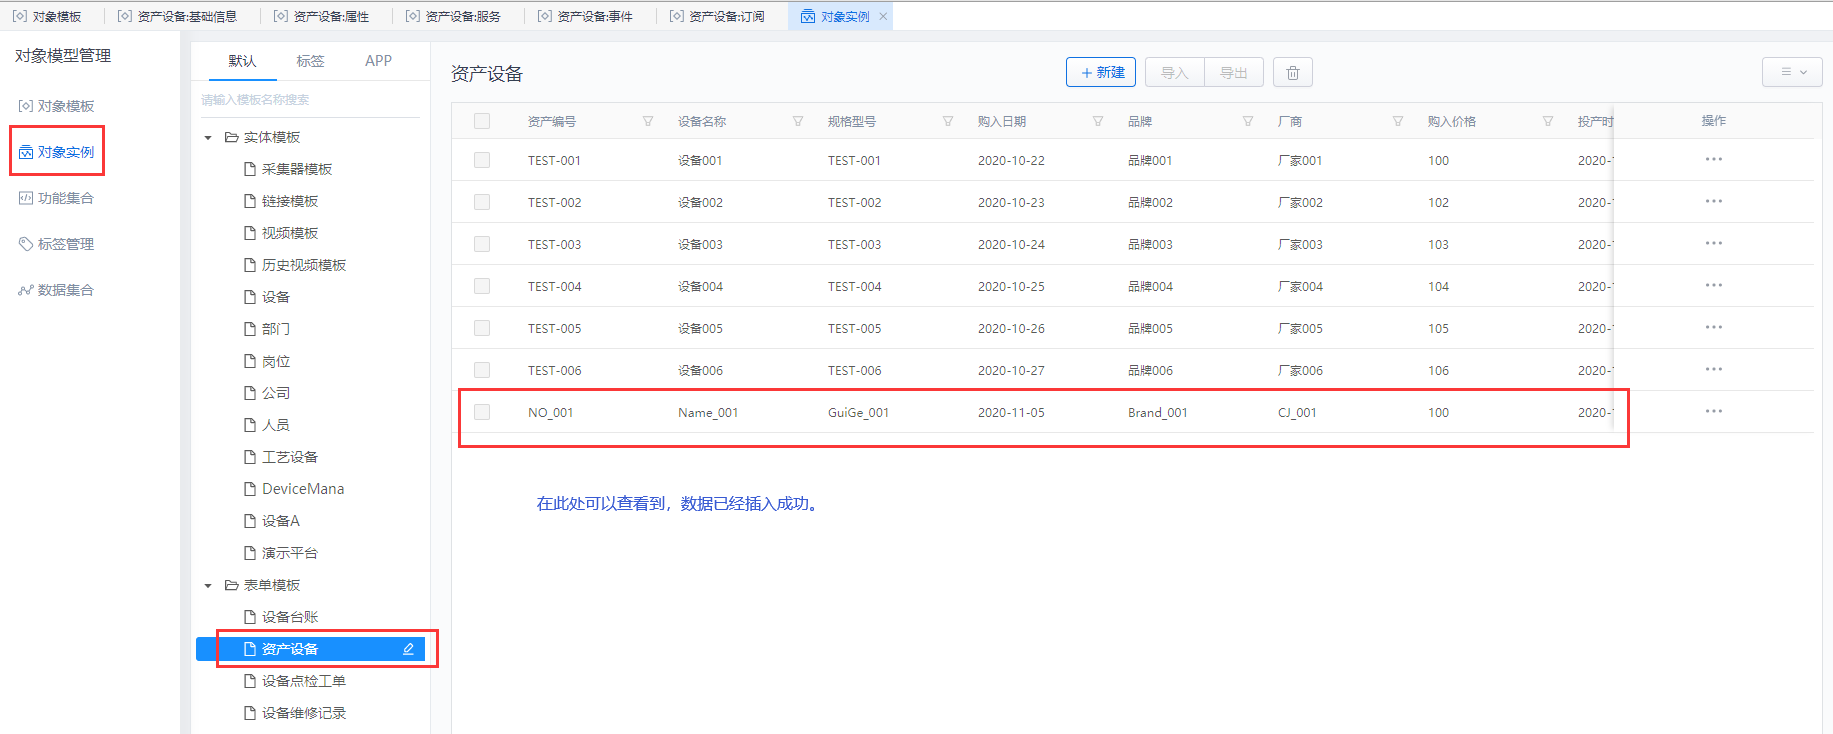 对象模板 资产设备:基础信息 资产设备:属性 资产设备:服务 资产设备:事件 资产设备:订阅 对象实例
对象模型管理
对象模板
对象实例
功能集合
标签管理
数据集合
默认 标签 APP
请输入模板名称搜索
实体模板
采集器模板
链接模板
视频模板
历史视频模板
设备
部门
岗位
公司
人员
工艺设备
DeviceMana
设备A
演示平台
表单模板
设备台账
资产设备
设备点检工单
设备维修记录
资产设备
+ 新建 导入 导出
资产编号 设备名称 规格型号 购入日期 品牌 厂商 购入价格 投产时 操作
TEST-001 设备001 TEST-001 2020-10-22 品牌001 厂家001 100 2020- ···
TEST-002 设备002 TEST-002 2020-10-23 品牌002 厂家002 102 2020- ···
TEST-003 设备003 TEST-003 2020-10-24 品牌003 厂家003 103 2020- ···
TEST-004 设备004 TEST-004 2020-10-25 品牌004 厂家004 104 2020- ···
TEST-005 设备005 TEST-005 2020-10-26 品牌005 厂家005 105 2020- ···
TEST-006 设备006 TEST-006 2020-10-27 品牌006 厂家006 106 2020- ···
NO_001 Name_001 GuiGe_001 2020-11-05 Brand_001 CJ_001 100 2020- ···
在此处可以查看到，数据已经插入成功。